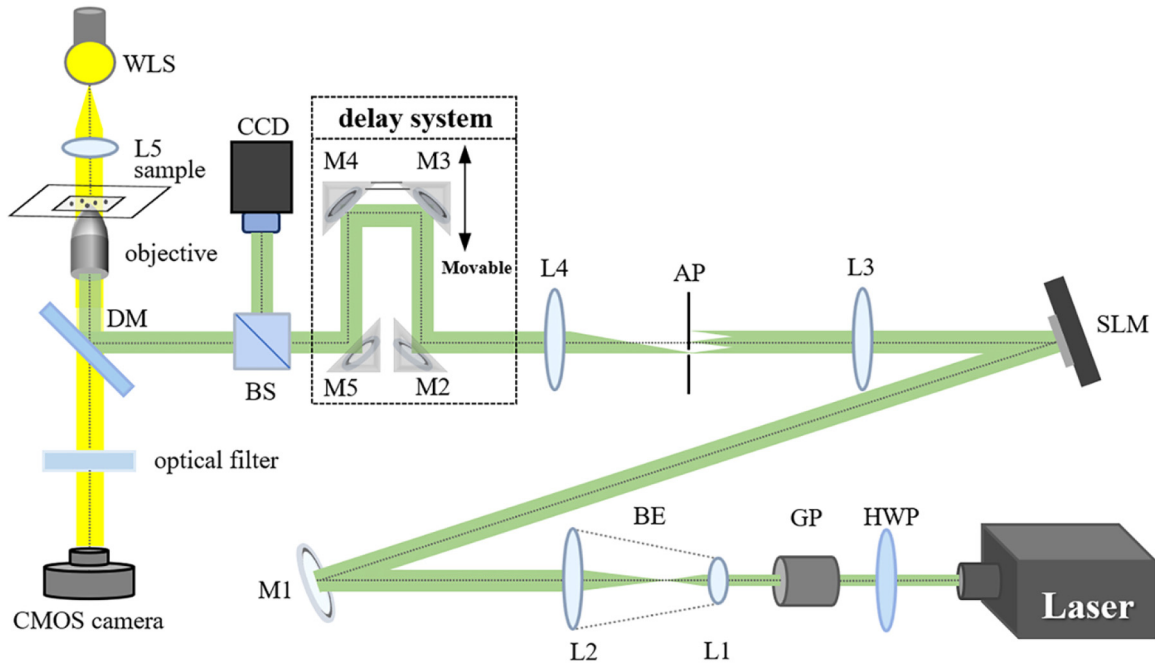 WLS
L5
sample
objective
DM
optical filter
CMOS camera
CCD
BS
delay system
M4
M3
Movable
M5
M2
L4
AP
L3
SLM
M1
BE
GP
HWP
L2
L1
Laser